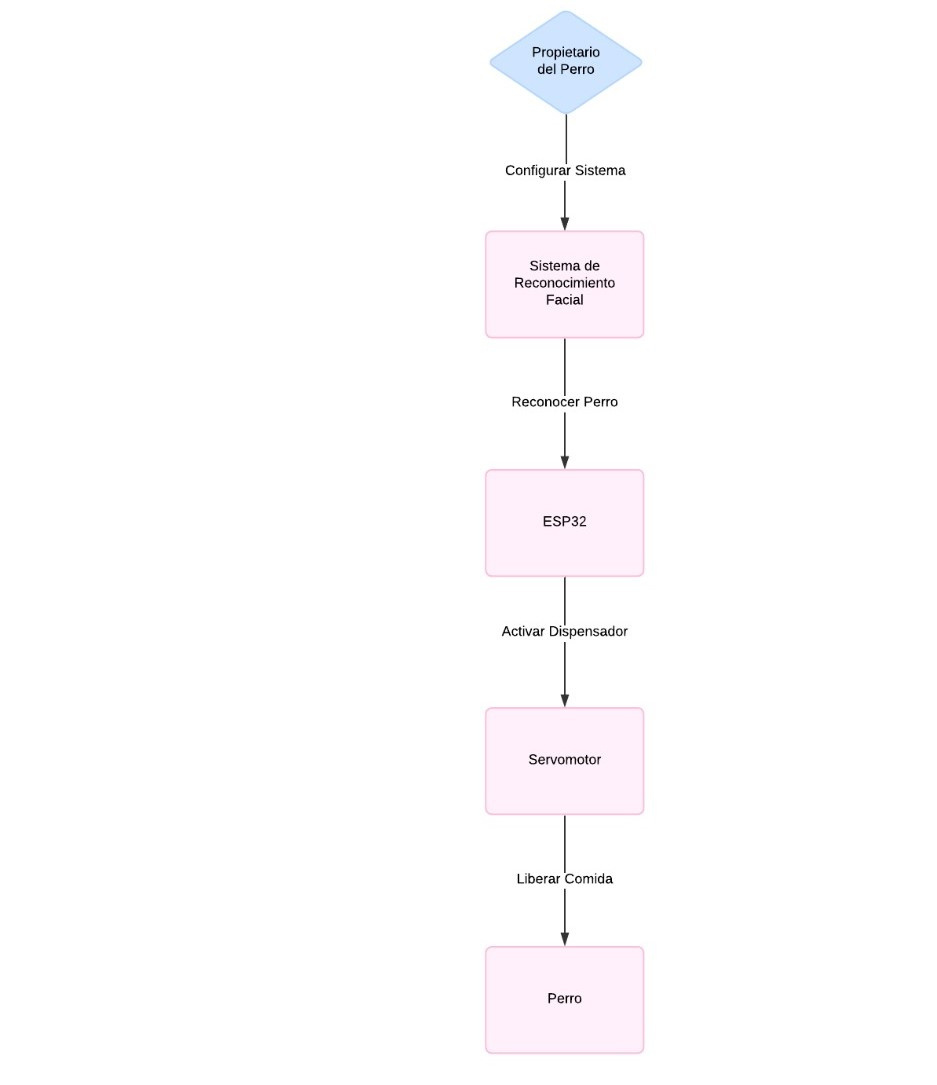 Propietario
del Perro
Configurar Sistema
Sistema de
Reconocimiento
Facial
Reconocer Perro
ESP32
Activar Dispensador
Servomotor
Liberar Comida
Perro